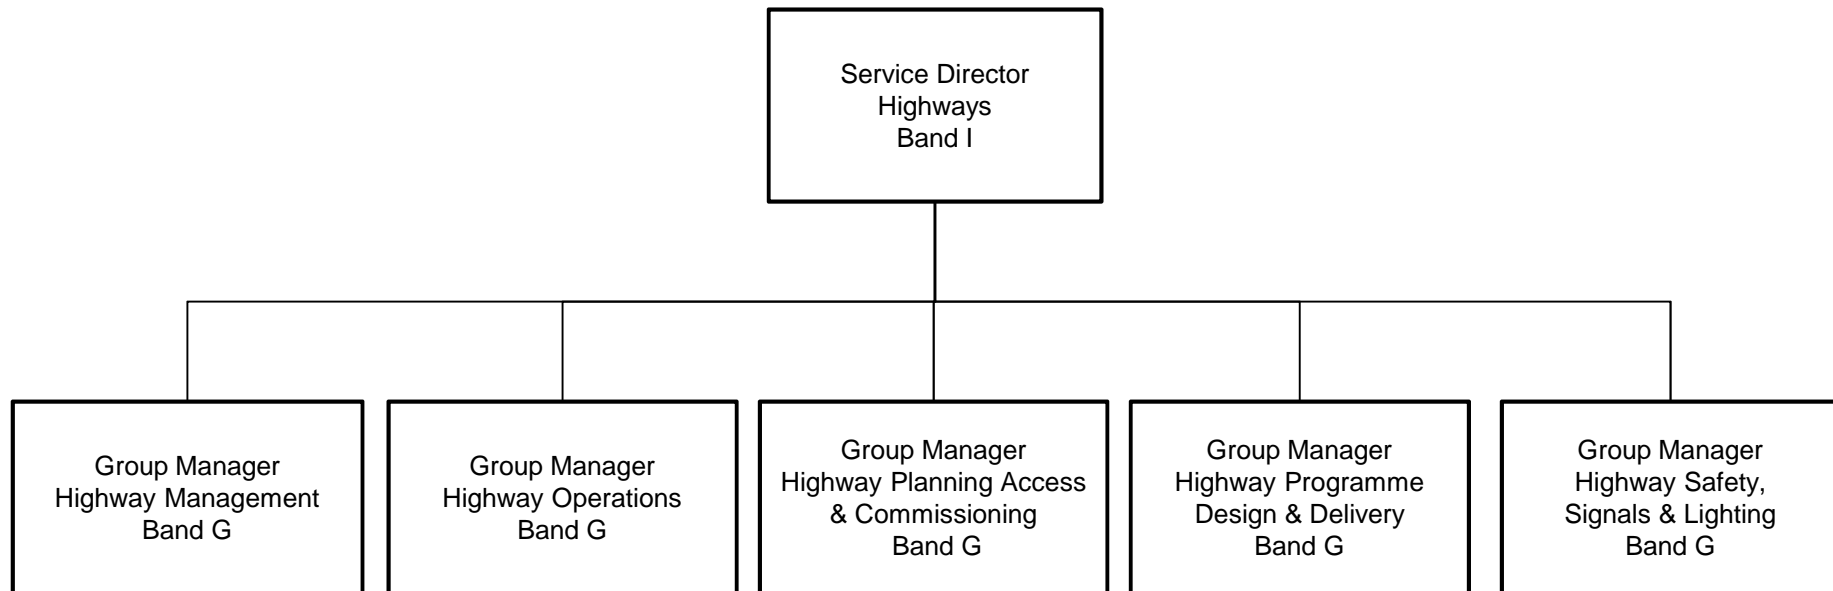 Service Director
Highways
Band I
Group Manager
Highway Management
Band G
Group Manager
Highway Operations
Band G
Group Manager
Highway Planning Access
& Commissioning
Band G
Group Manager
Highway Programme
Design & Delivery
Band G
Group Manager
Highway Safety,
Signals & Lighting
Band G